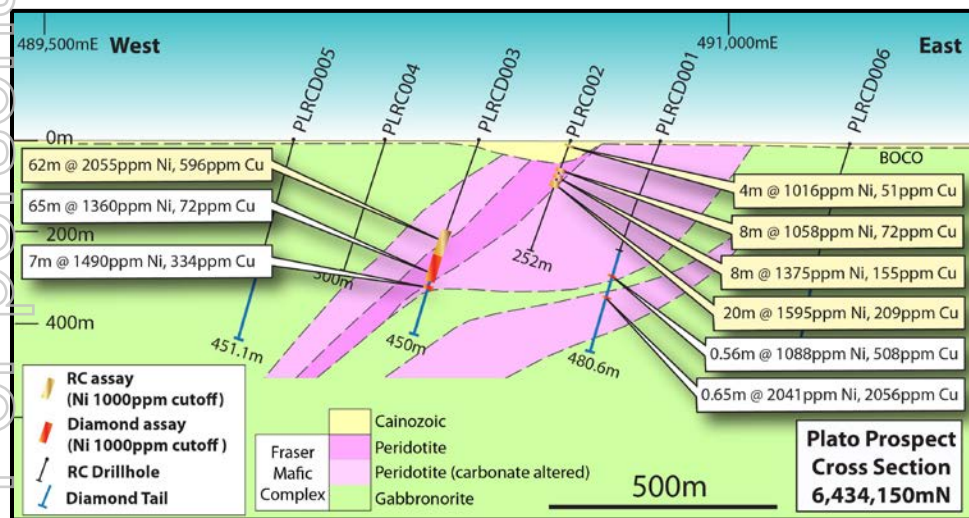 489,500mE
West
491,000mE
East
PLRCD005
PLRC004
PLRCD003
PLRC002
PLRCD001
PLRCD006
0m
BOCO
62m @ 2055ppm Ni, 596ppm Cu
65m @ 1360ppm Ni, 72ppm Cu
7m @ 1490ppm Ni, 334ppm Cu
4m @ 1016ppm Ni, 51ppm Cu
8m @ 1058ppm Ni, 72ppm Cu
8m @ 1375ppm Ni, 155ppm Cu
20m @ 1595ppm Ni, 209ppm Cu
0.56m @ 1088ppm Ni, 508ppm Cu
0.65m @ 2041ppm Ni, 2056ppm Cu
200m
400m
300m
252m
451.1m
450m
480.6m
RC assay
(Ni 1000ppm cutoff)
Diamond assay
(Ni 1000ppm cutoff )
RC Drillhole
Diamond Tail
Fraser
Mafic
Complex
Cainozoic
Peridotite
Peridotite (carbonate altered)
Gabbronorite
500m
Plato Prospect
Cross Section
6,434,150mN